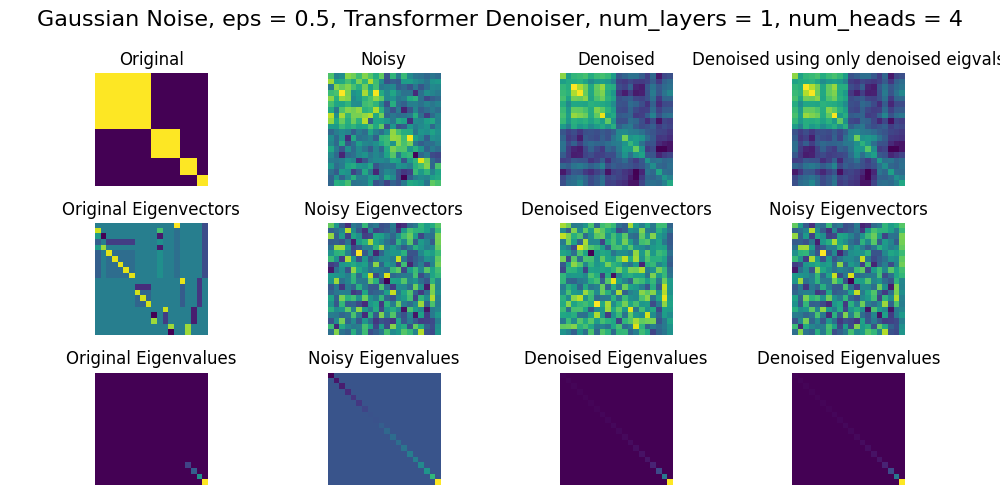 Gaussian Noise, eps = 0.5, Transformer Denoiser, num_layers = 1, num_heads = 4
Original
Noisy
Denoised
Denoised using only denoised eigvals
Original Eigenvectors
Noisy Eigenvectors
Denoised Eigenvectors
Noisy Eigenvectors
Original Eigenvalues
Noisy Eigenvalues
Denoised Eigenvalues
Denoised Eigenvalues